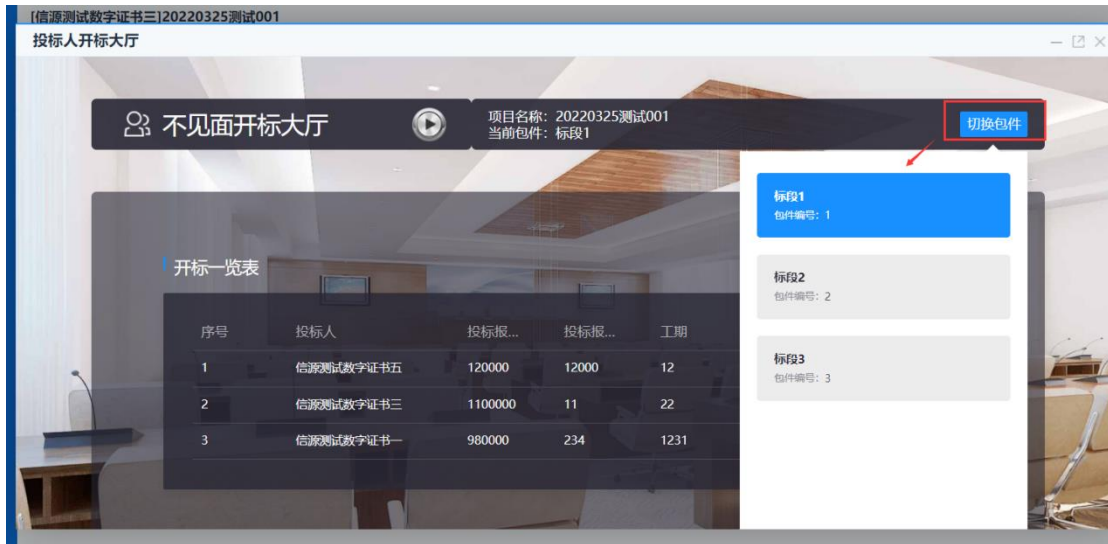 [信源测试数字证书三]20220325测试001
投标人开标大厅
不见面开标大厅
项目名称：20220325测试001
当前包件：标段1
切换包件
标段1
包件编号：1
标段2
包件编号：2
标段3
包件编号：3
开标一览表
序号 投标人 投标报... 投标报... 工期
1 信源测试数字证书五 120000 12000 12
2 信源测试数字证书三 1100000 11 22
3 信源测试数字证书一 980000 234 1231